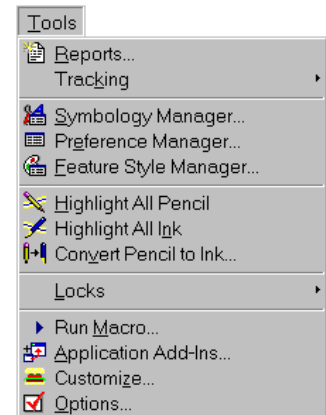 Tools
Reports...
Tracking
Symbology Manager...
Preference Manager...
Feature Style Manager...
Highlight All Pencil
Highlight All Ink
Convert Pencil to Ink...
Locks
Run Macro...
Application Add-Ins...
Customize...
Options...